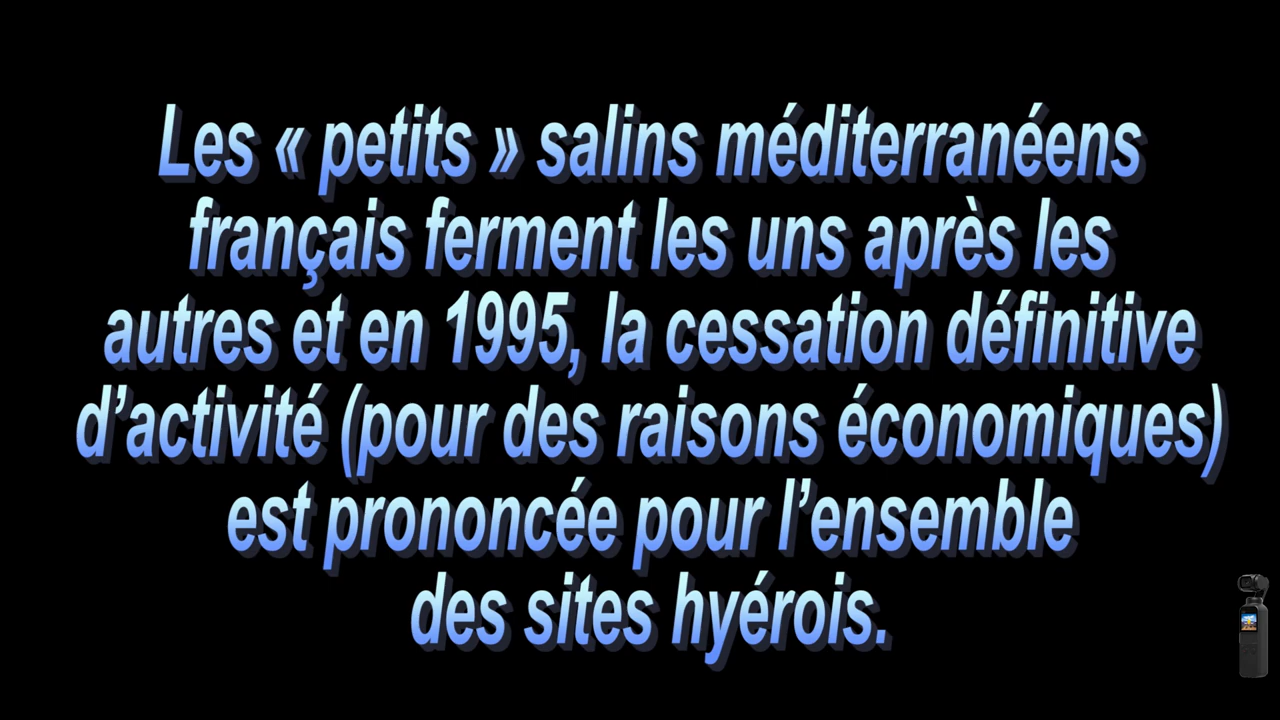 Les « petits » salins méditerranéens
français ferment les uns après les
autres et en 1995, la cessation définitive
d’activité (pour des raisons économiques)
est prononcée pour l’ensemble
des sites hyérois.